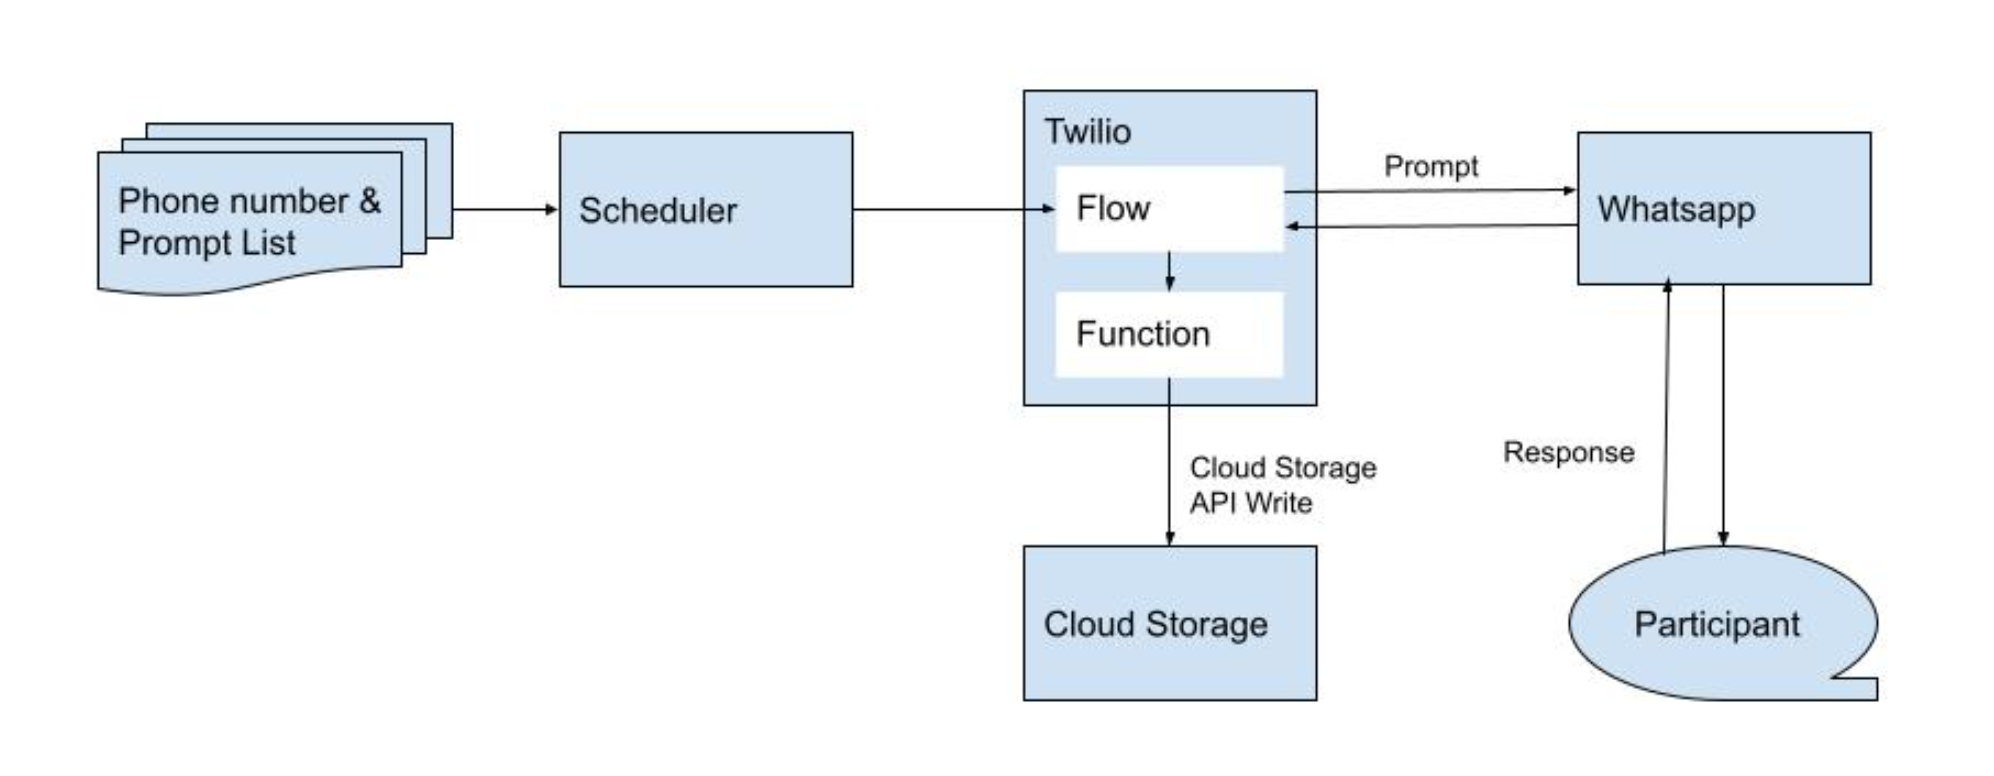 Phone number &
Prompt List
Scheduler
Twilio
Flow
Function
Prompt
Whatsapp
Cloud Storage
API Write
Response
Cloud Storage
Participant